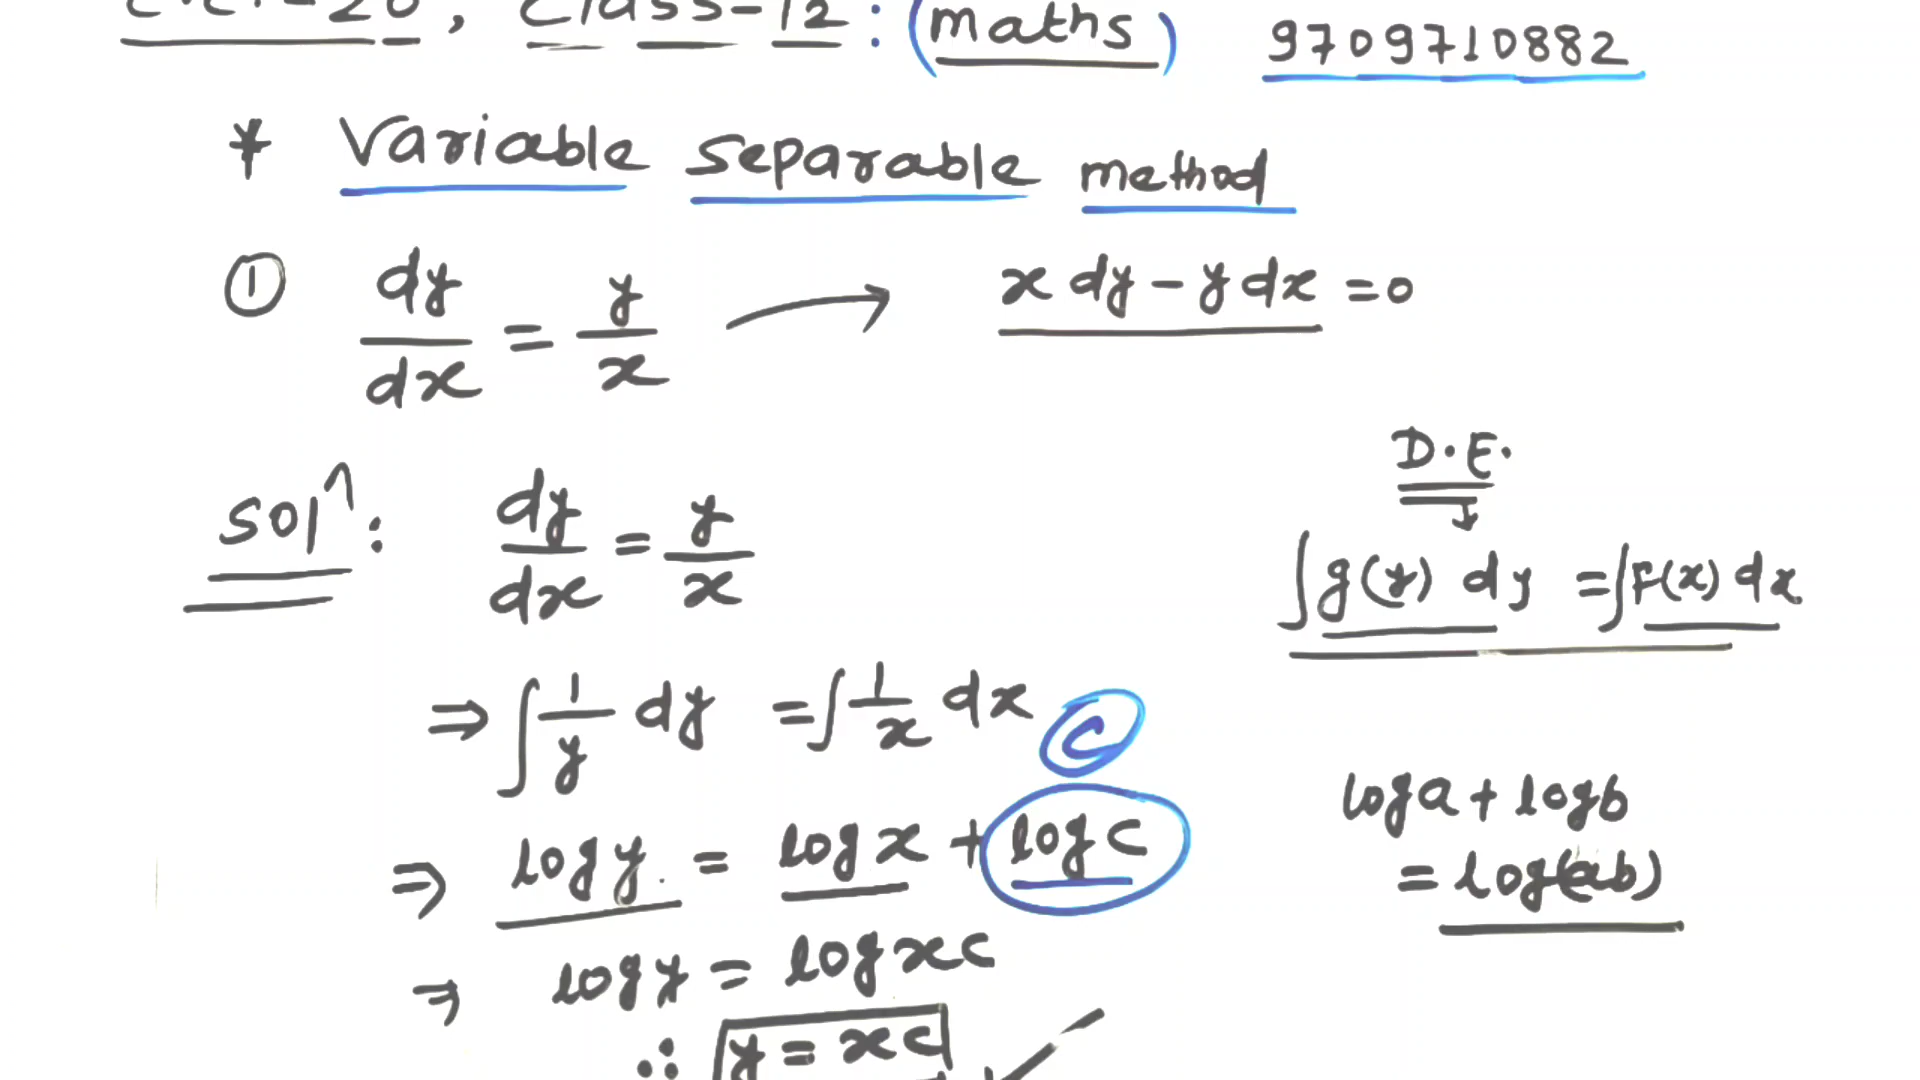 Class-12 : (maths) 9709710882
* Variable separable method
① dy/dx = y/x → x dy - y dx = 0
D.E.
Solⁿ: dy/dx = y/x
∫ g(y) dy = ∫ F(x) dx
⇒ ∫ 1/y dy = ∫ 1/x dx C
⇒ log y = log x + log c
log a + log b
= log(ab)
⇒ log y = log xc
∴ y = xc